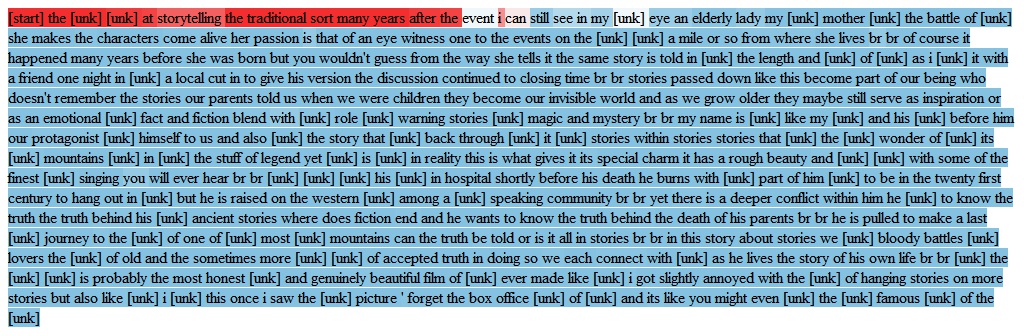 [start] the [unk] [unk] at storytelling the traditional sort many years after the event i can still see in my [unk] eye an elderly lady my [unk] mother [unk] the battle of [unk]
she makes the characters come alive her passion is that of an eye witness one to the events on the [unk] [unk] a mile or so from where she lives br br of course it
happened many years before she was born but you wouldn't guess from the way she tells it the same story is told in [unk] the length and [unk] of [unk] as i [unk] it with
a friend one night in [unk] a local cut in to give his version the discussion continued to closing time br br stories passed down like this become part of our being who
doesn't remember the stories our parents told us when we were children they become our invisible world and as we grow older they maybe still serve as inspiration or
as an emotional [unk] fact and fiction blend with [unk] role [unk] warning stories [unk] magic and mystery br br my name is [unk] like my [unk] and his [unk] before him
our protagonist [unk] himself to us and also [unk] the story that [unk] back through [unk] it [unk] stories within stories stories that [unk] the [unk] wonder of [unk] its
[unk] mountains [unk] in [unk] the stuff of legend yet [unk] is [unk] in reality this is what gives it its special charm it has a rough beauty and [unk] [unk] with some of the
finest [unk] singing you will ever hear br br [unk] [unk] [unk] his [unk] in hospital shortly before his death he burns with [unk] part of him [unk] to be in the twenty first
century to hang out in [unk] but he is raised on the western [unk] among a [unk] speaking community br br yet there is a deeper conflict within him he [unk] to know the
truth the truth behind his [unk] ancient stories where does fiction end and he wants to know the truth behind the death of his parents br br he is pulled to make a last
[unk] journey to the [unk] of one of [unk] most [unk] mountains can the truth be told or is it all in stories br br in this story about stories we [unk] bloody battles [unk]
lovers the [unk] of old and the sometimes more [unk] [unk] of accepted truth in doing so we each connect with [unk] as he lives the story of his own life br br [unk] the
[unk] [unk] is probably the most honest [unk] and genuinely beautiful film of [unk] ever made like [unk] i got slightly annoyed with the [unk] of hanging stories on more
stories but also like [unk] i [unk] this once i saw the [unk] picture ' forget the box office [unk] of [unk] and its like you might even [unk] the [unk] famous [unk] of the
[unk]